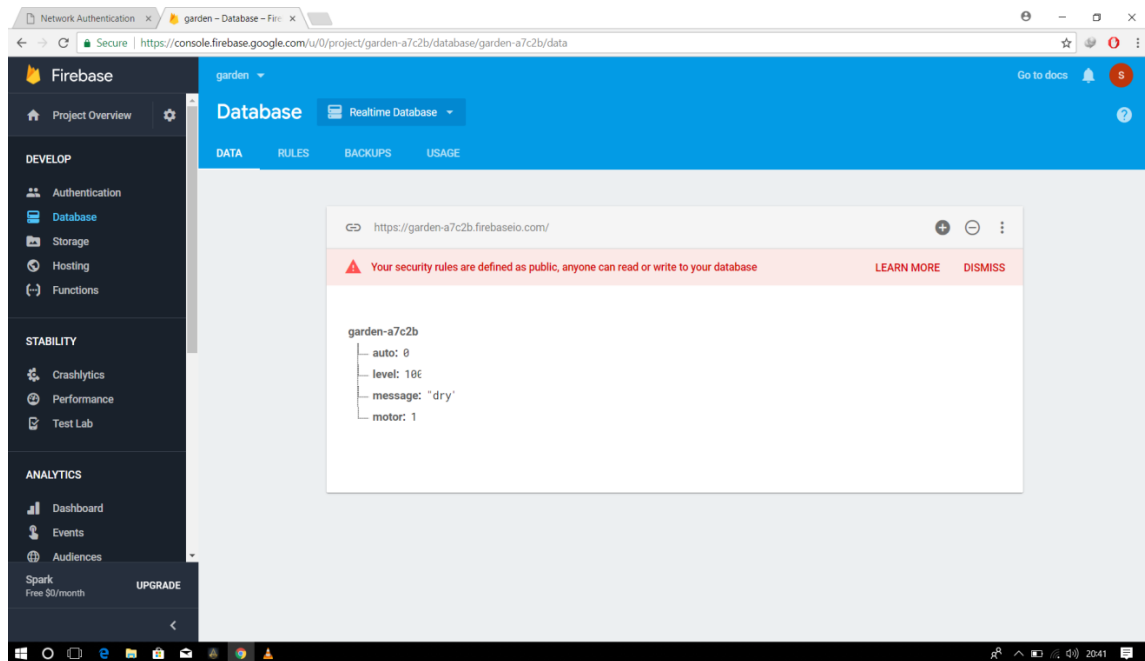 Network Authentication
garden – Database – Fire
Secure | https://console.firebase.google.com/u/0/project/garden-a7c2b/database/garden-a7c2b/data
Firebase
garden
Go to docs
S
Project Overview
Database
Realtime Database
DATA RULES BACKUPS USAGE
DEVELOP
Authentication
Database
Storage
Hosting
Functions
STABILITY
Crashlytics
Performance
Test Lab
ANALYTICS
Dashboard
Events
Audiences
Spark
Free $0/month
UPGRADE
https://garden-a7c2b.firebaseio.com/
Your security rules are defined as public, anyone can read or write to your database
LEARN MORE DISMISS
garden-a7c2b
auto: 0
level:
message: "dry"
motor: 1
20:41